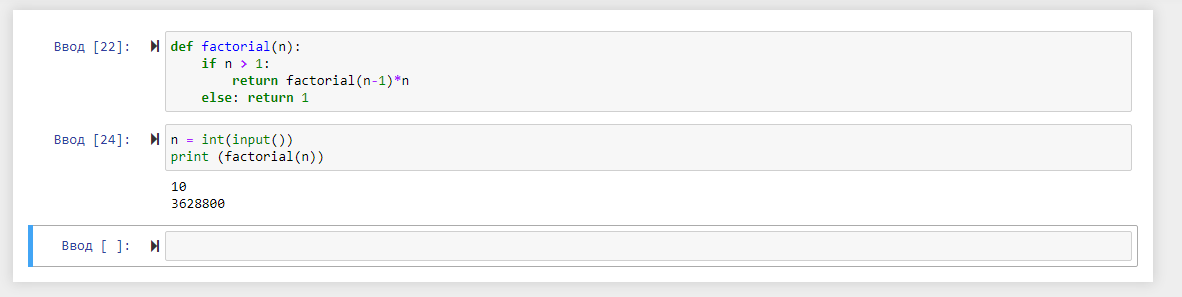 Ввод [22]:
def factorial(n):
    if n > 1:
        return factorial(n-1)*n
    else: return 1
Ввод [24]:
n = int(input())
print (factorial(n))
10
3628800
Ввод [ ]: